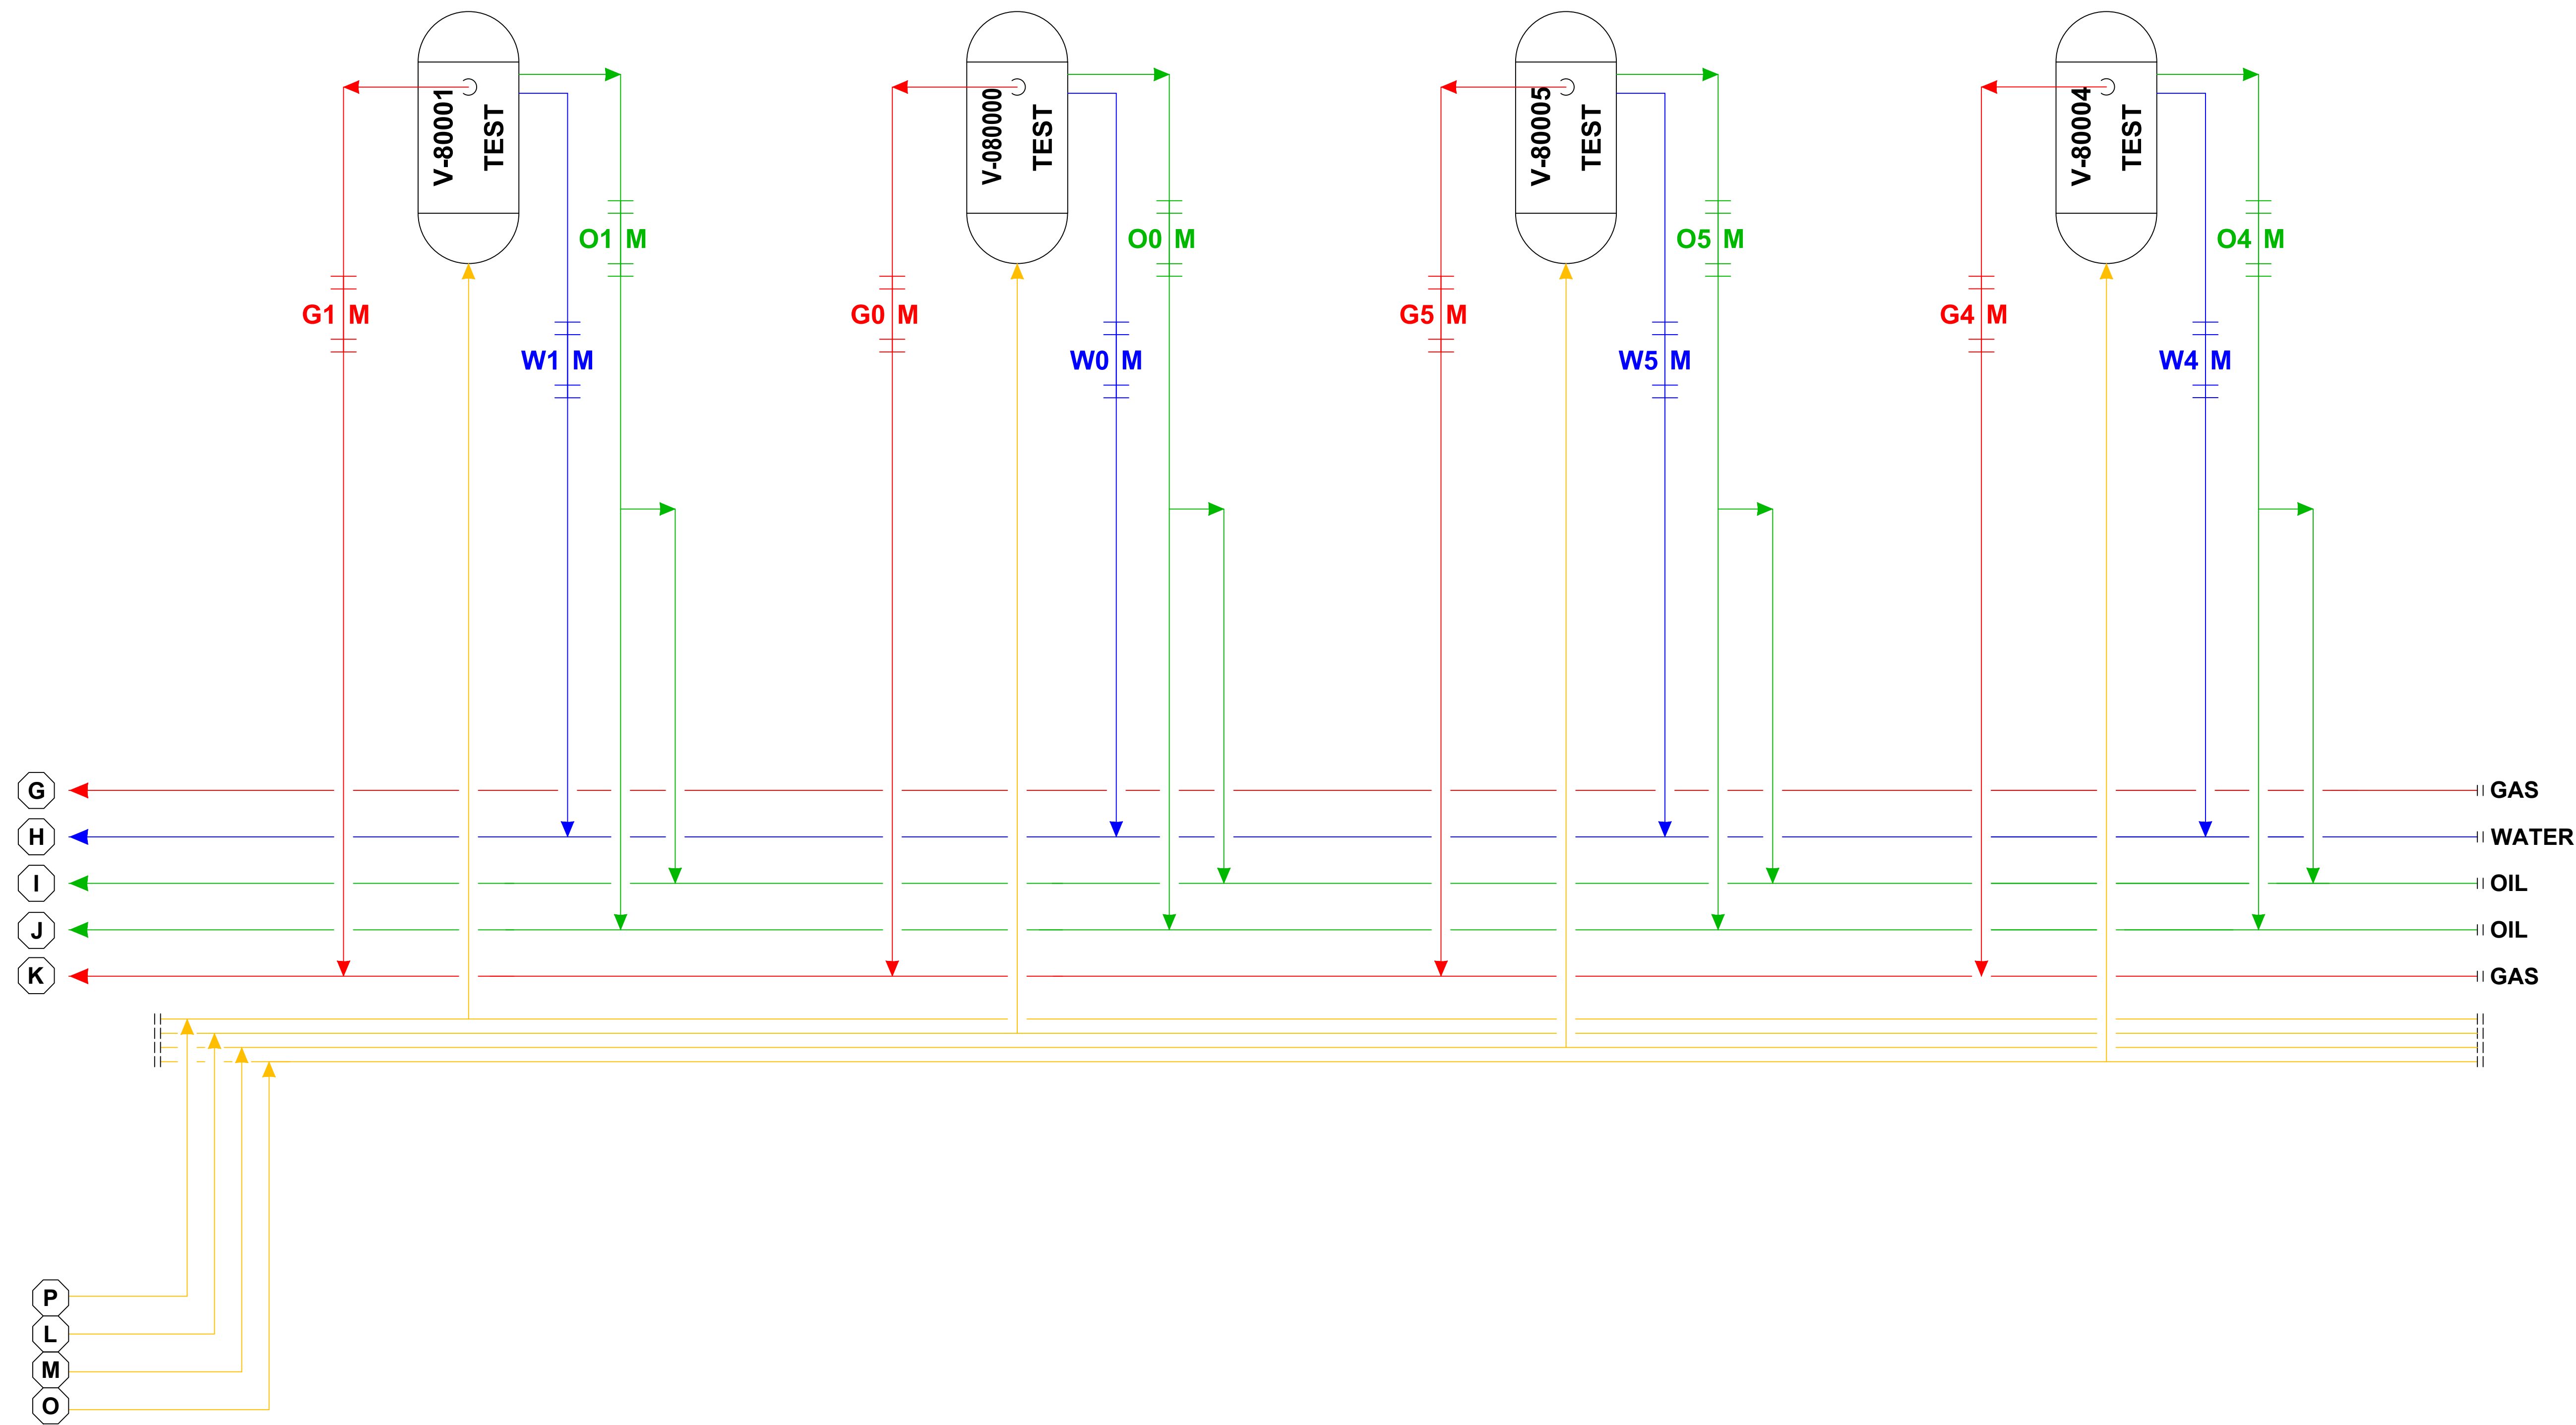 V-80001
TEST
V-080000
TEST
V-80005
TEST
V-80004
TEST
O1 M
O0 M
O5 M
O4 M
G1 M
G0 M
G5 M
G4 M
W1 M
W0 M
W5 M
W4 M
G
GAS
H
WATER
I
OIL
J
OIL
K
GAS
P
L
M
O